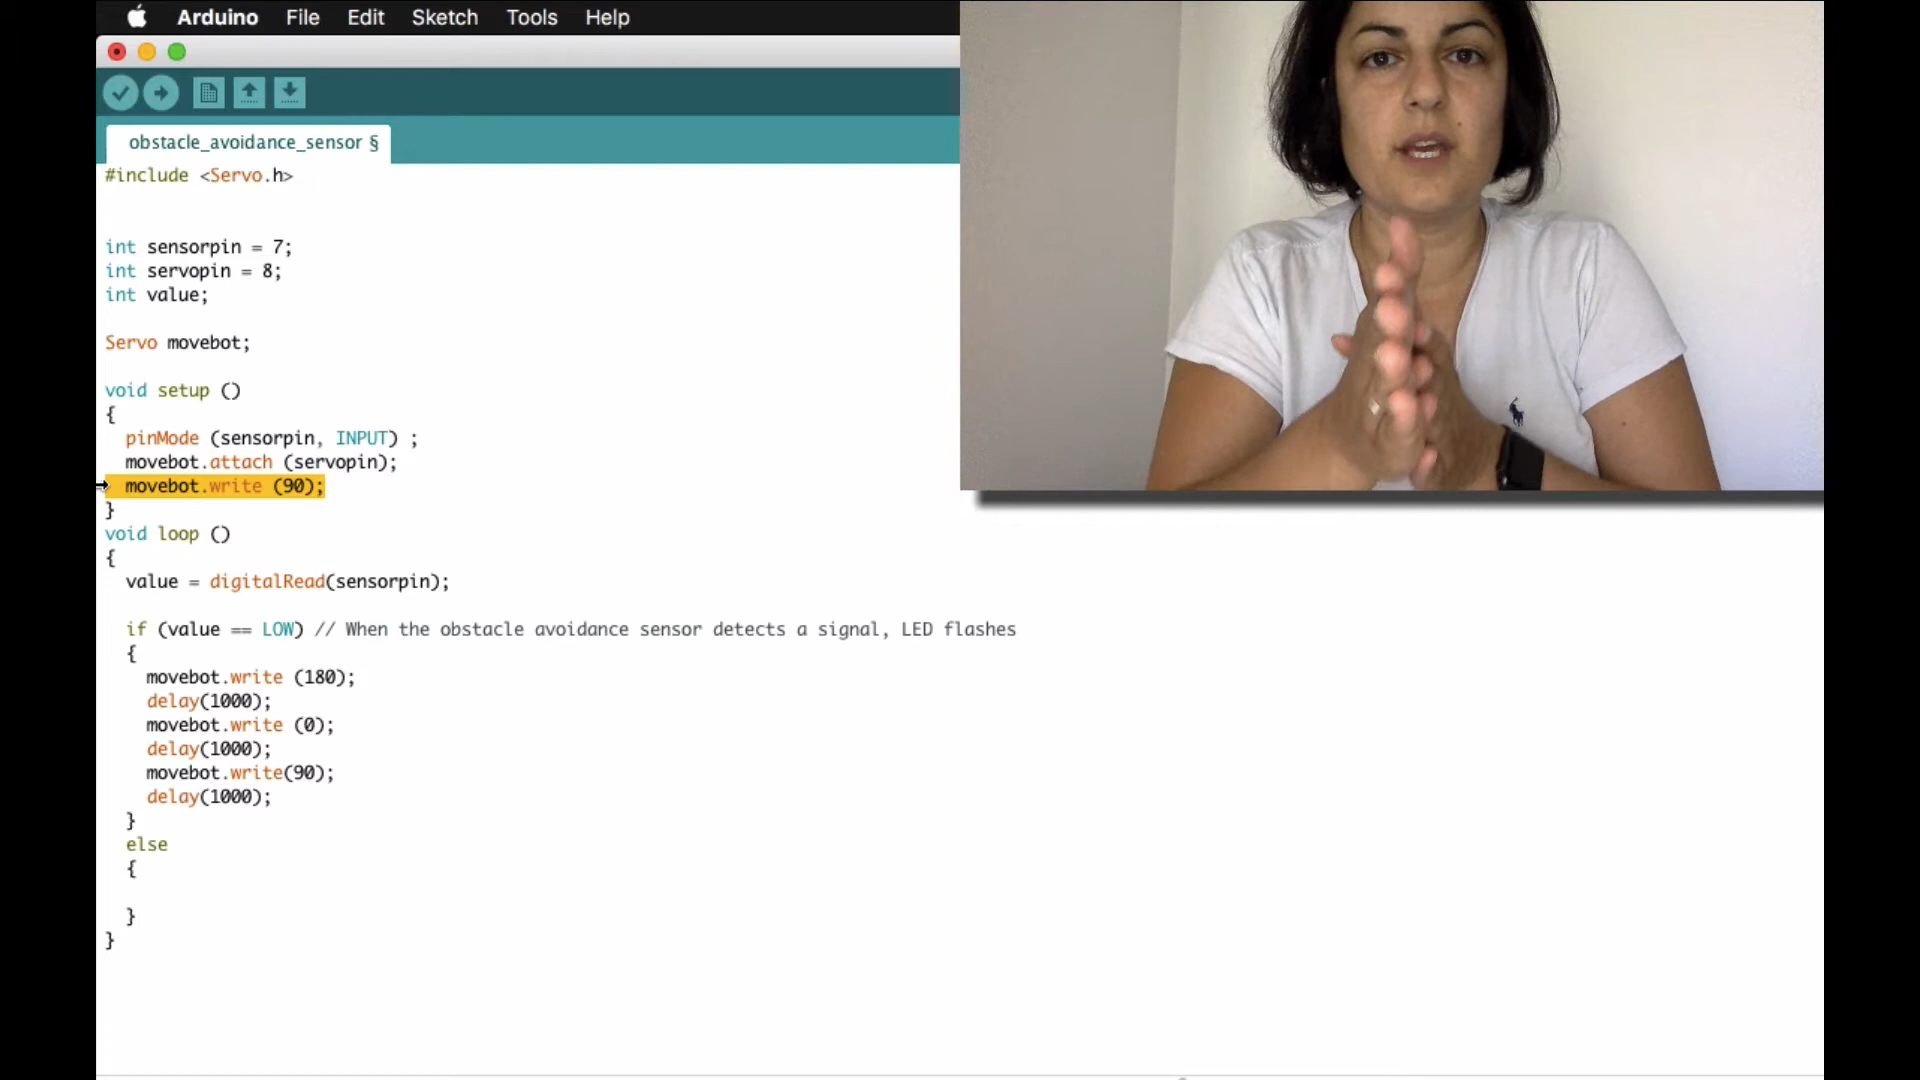 Arduino File Edit Sketch Tools Help
obstacle_avoidance_sensor §
#include <Servo.h>
int sensorpin = 7;
int servopin = 8;
int value;
Servo movebot;
void setup ()
{
pinMode (sensorpin, INPUT) ;
movebot.attach (servopin);
movebot.write (90);
}
void loop ()
{
value = digitalRead(sensorpin);
if (value == LOW) // When the obstacle avoidance sensor detects a signal, LED flashes
{
movebot.write (180);
delay(1000);
movebot.write (0);
delay(1000);
movebot.write(90);
delay(1000);
}
else
{
}
}